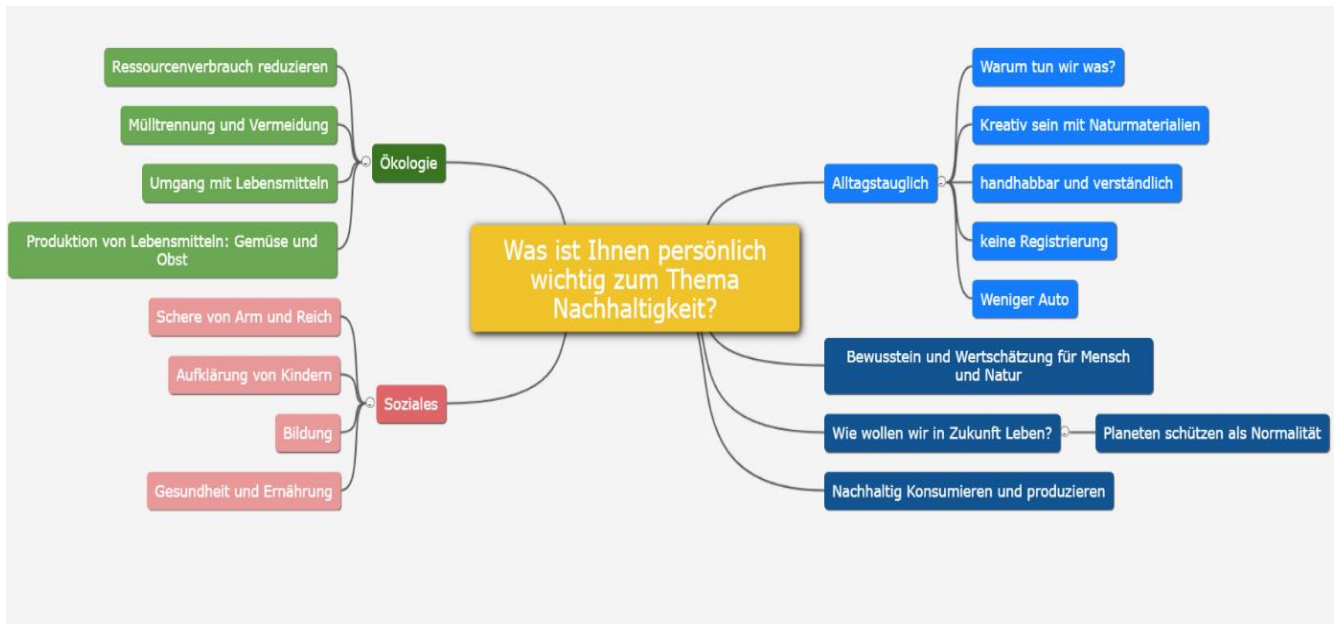 Was ist Ihnen persönlich
wichtig zum Thema
Nachhaltigkeit?
Ökologie
Ressourcenverbrauch reduzieren
Mülltrennung und Vermeidung
Umgang mit Lebensmitteln
Produktion von Lebensmitteln: Gemüse und
Obst
Soziales
Schere von Arm und Reich
Aufklärung von Kindern
Bildung
Gesundheit und Ernährung
Alltagstauglich
Warum tun wir was?
Kreativ sein mit Naturmaterialien
handhabbar und verständlich
keine Registrierung
Weniger Auto
Bewusstein und Wertschätzung für Mensch
und Natur
Wie wollen wir in Zukunft Leben?
Planeten schützen als Normalität
Nachhaltig Konsumieren und produzieren